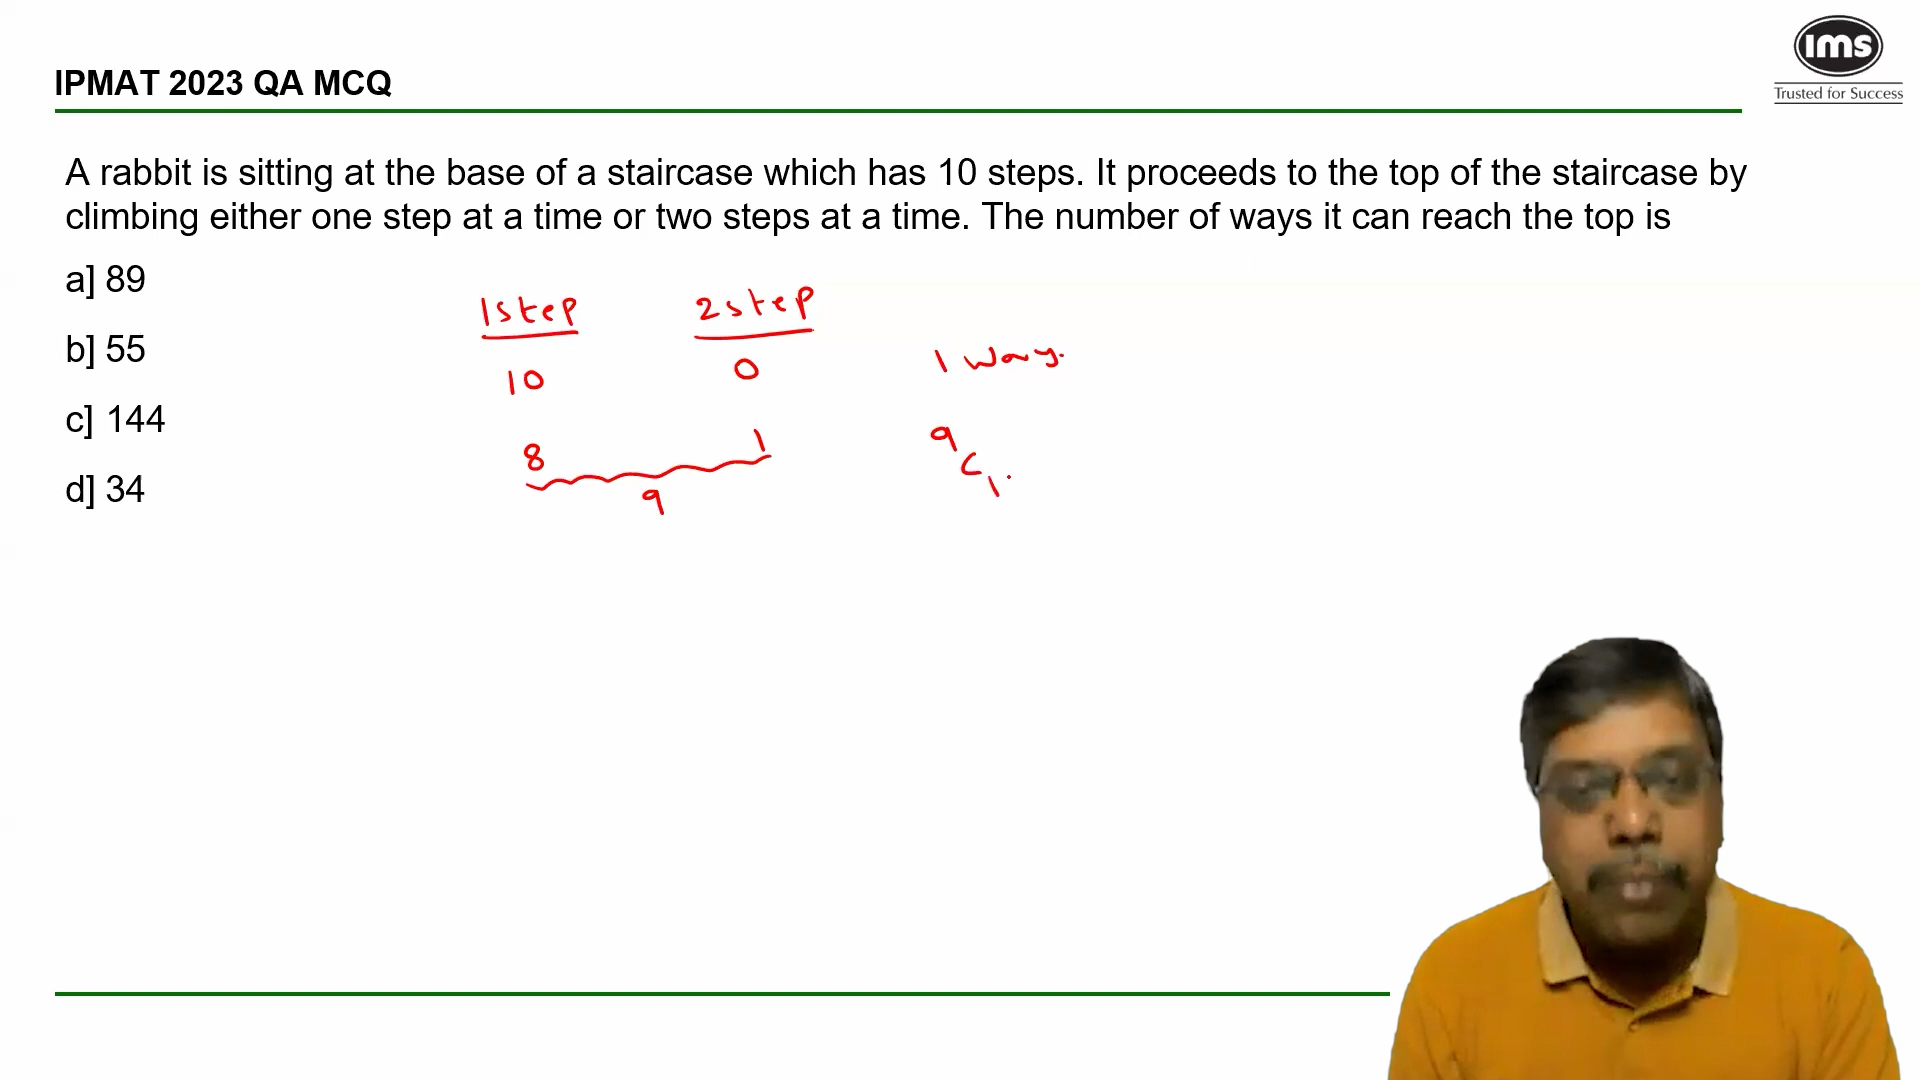 ims
Trusted for Success
IPMAT 2023 QA MCQ
A rabbit is sitting at the base of a staircase which has 10 steps. It proceeds to the top of the staircase by
climbing either one step at a time or two steps at a time. The number of ways it can reach the top is
a] 89
b] 55
c] 144
d] 34
1step 2step
10 0 1 way.
8 1 9C1.
9